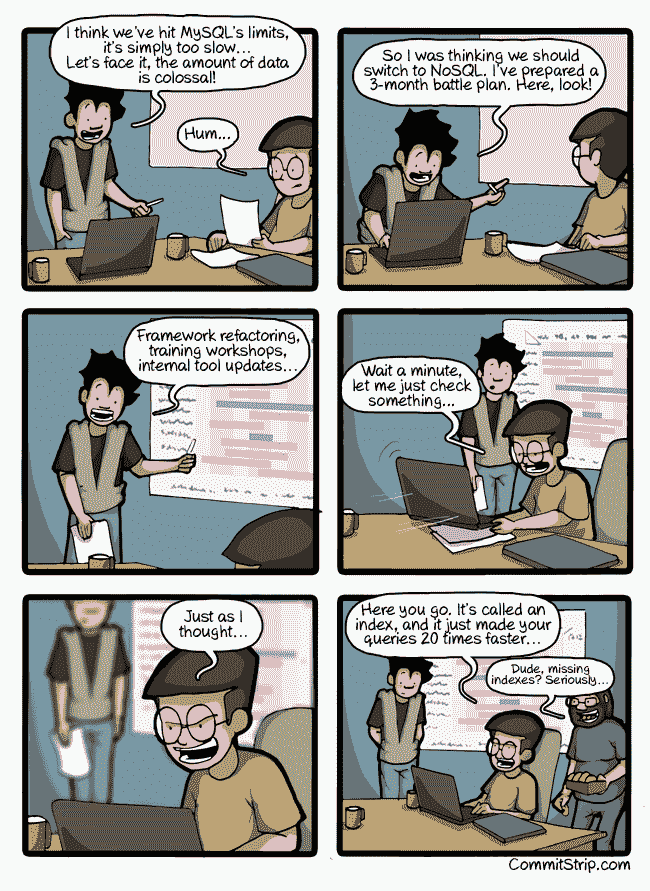 I think we've hit MySQL's limits,
it's simply too slow...
Let's face it, the amount of data
is colossal!
Hum...
So I was thinking we should
switch to NoSQL. I've prepared a
3-month battle plan. Here, look!
Framework refactoring,
training workshops,
internal tool updates...
Wait a minute,
let me just check
something...
Just as I
thought...
Here you go. It's called an
index, and it just made your
queries 20 times faster...
Dude, missing
indexes? Seriously...
CommitStrip.com